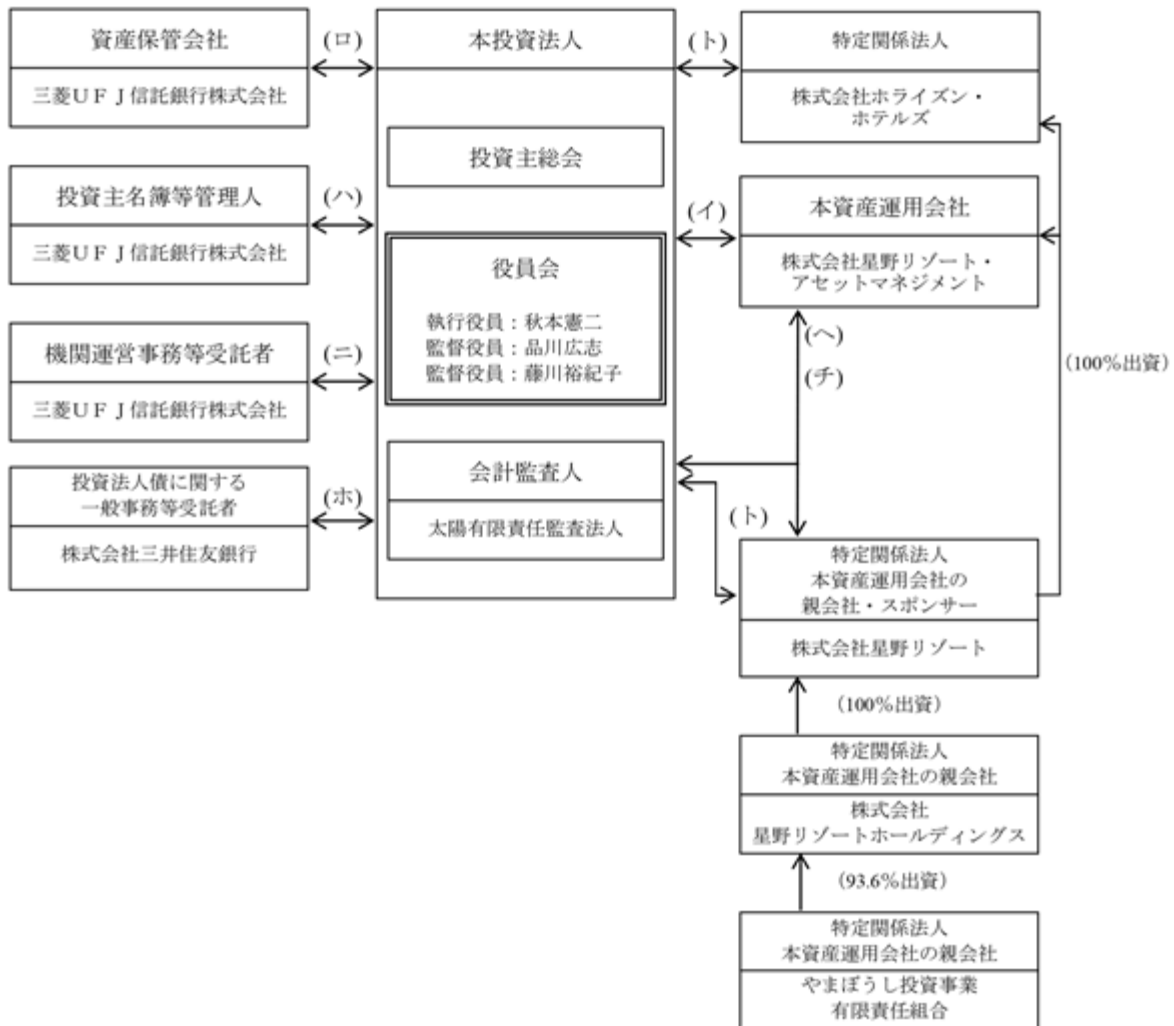 資産保管会社
三菱UFJ信託銀行株式会社
(ロ)
投資主名簿等管理人
三菱UFJ信託銀行株式会社
(ハ)
機関運営事務等受託者
三菱UFJ信託銀行株式会社
(ニ)
投資法人債に関する
一般事務等受託者
株式会社三井住友銀行
(ホ)
本投資法人
投資主総会
役員会
執行役員：秋本憲二
監督役員：品川広志
監督役員：藤川裕紀子
会計監査人
太陽有限責任監査法人
(ト)
特定関係法人
株式会社ホライズン・
ホテルズ
(イ)
本資産運用会社
株式会社星野リゾート・
アセットマネジメント
(ヘ)
(チ)
(100%出資)
(ト)
特定関係法人
本資産運用会社の
親会社・スポンサー
株式会社星野リゾート
(100%出資)
特定関係法人
本資産運用会社の親会社
株式会社
星野リゾートホールディングス
(93.6%出資)
特定関係法人
本資産運用会社の親会社
やまぼうし投資事業
有限責任組合